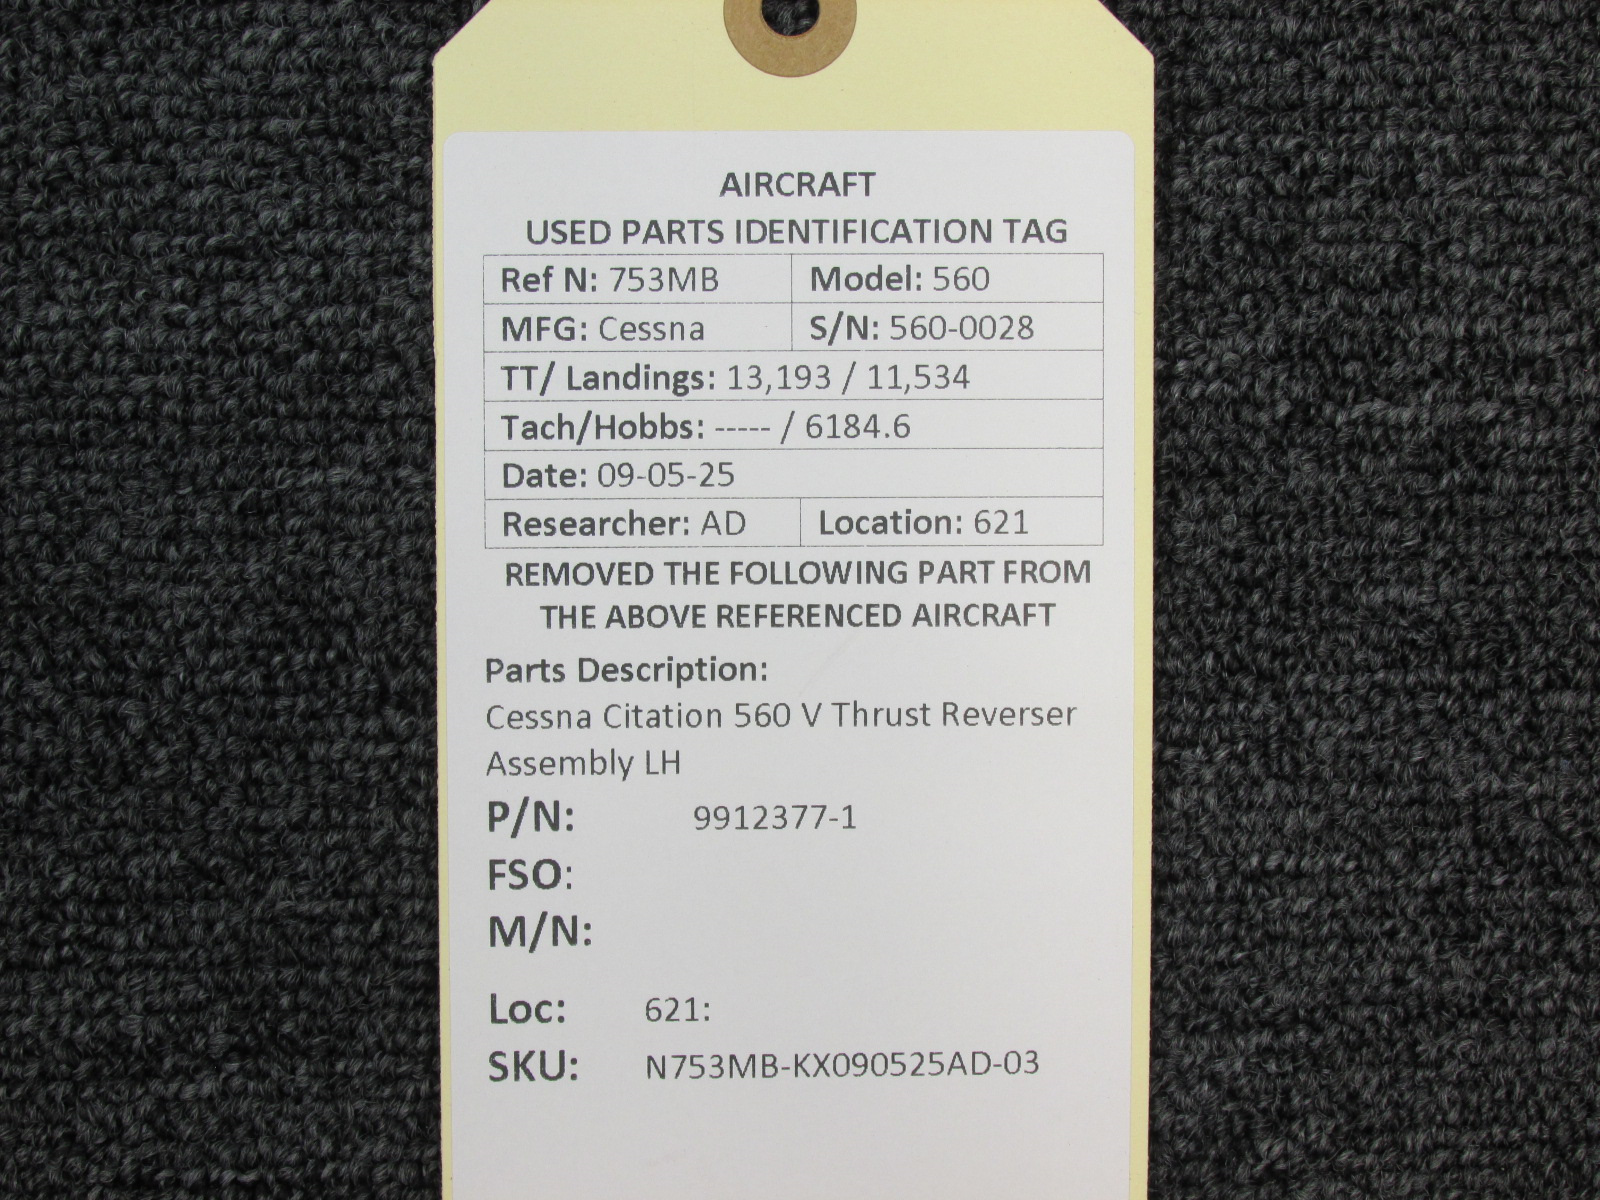 AIRCRAFT
USED PARTS IDENTIFICATION TAG
Ref N: 753MB Model: 560
MFG: Cessna S/N: 560-0028
TT/ Landings: 13,193 / 11,534
Tach/Hobbs: ----- / 6184.6
Date: 09-05-25
Researcher: AD Location: 621
REMOVED THE FOLLOWING PART FROM
THE ABOVE REFERENCED AIRCRAFT
Parts Description:
Cessna Citation 560 V Thrust Reverser
Assembly LH
P/N: 9912377-1
FSO:
M/N:
Loc: 621:
SKU: N753MB-KX090525AD-03